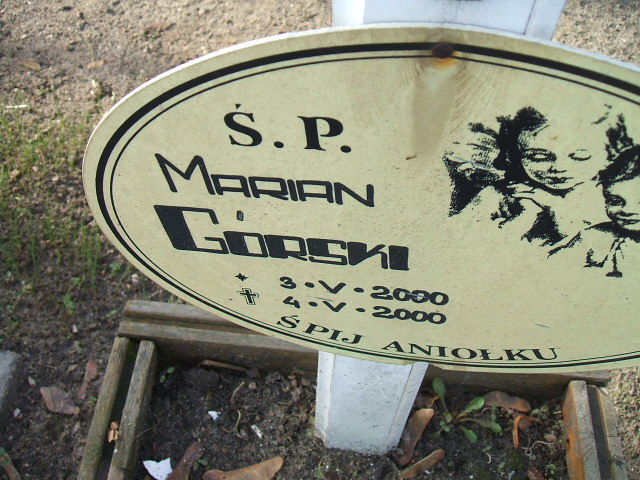 Ś.P.
MARIAN
GÓRSKI
3·V·2000
4·V·2000
ŚPIJ ANIOŁKU